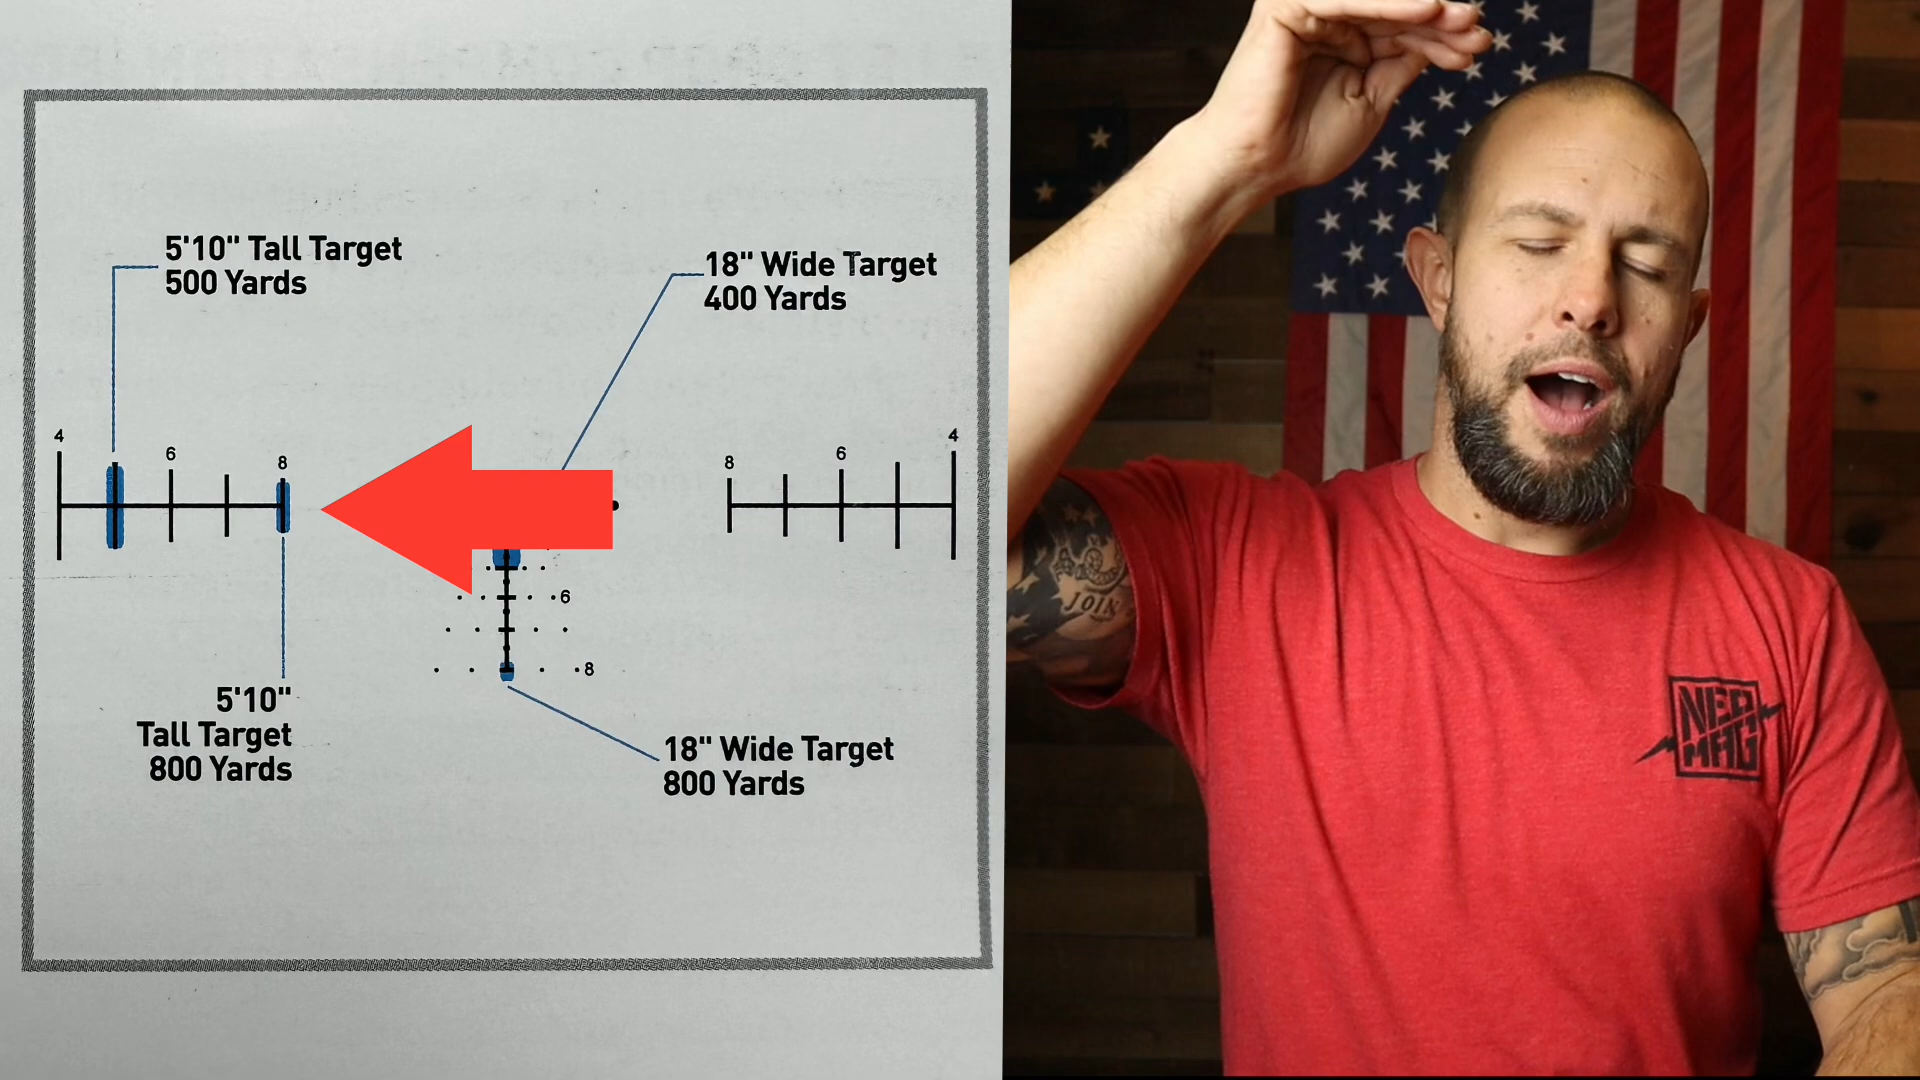 5'10" Tall Target
500 Yards
18" Wide Target
400 Yards
4
6
8
8
6
4
6
8
5'10"
Tall Target
800 Yards
18" Wide Target
800 Yards
JOIN
NEA
MAG